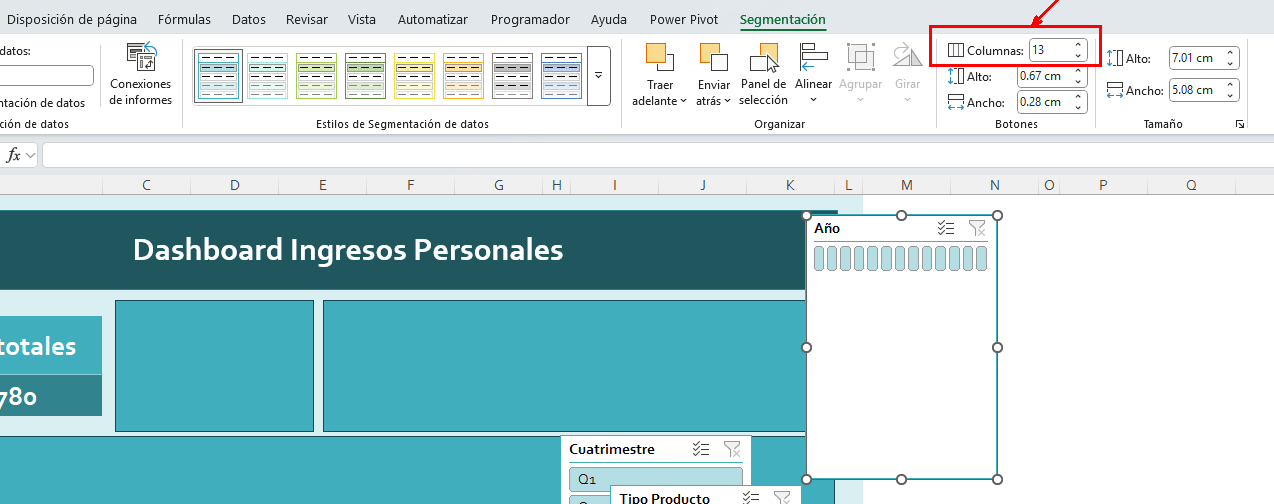 Disposición de página Fórmulas Datos Revisar Vista Automatizar Programador Ayuda Power Pivot Segmentación
datos:
ntación de datos
ción de datos
Conexiones
de informes
Estilos de Segmentación de datos
Traer
adelante
Enviar
atrás
Panel de
selección
Alinear
Agrupar
Girar
Organizar
Columnas: 13
Alto: 0.67 cm
Ancho: 0.28 cm
Botones
Alto: 7.01 cm
Ancho: 5.08 cm
Tamaño
fx
C D E F G H I J K L M N O P Q
Dashboard Ingresos Personales
Año
totales
780
Cuatrimestre
Q1
Tipo Producto